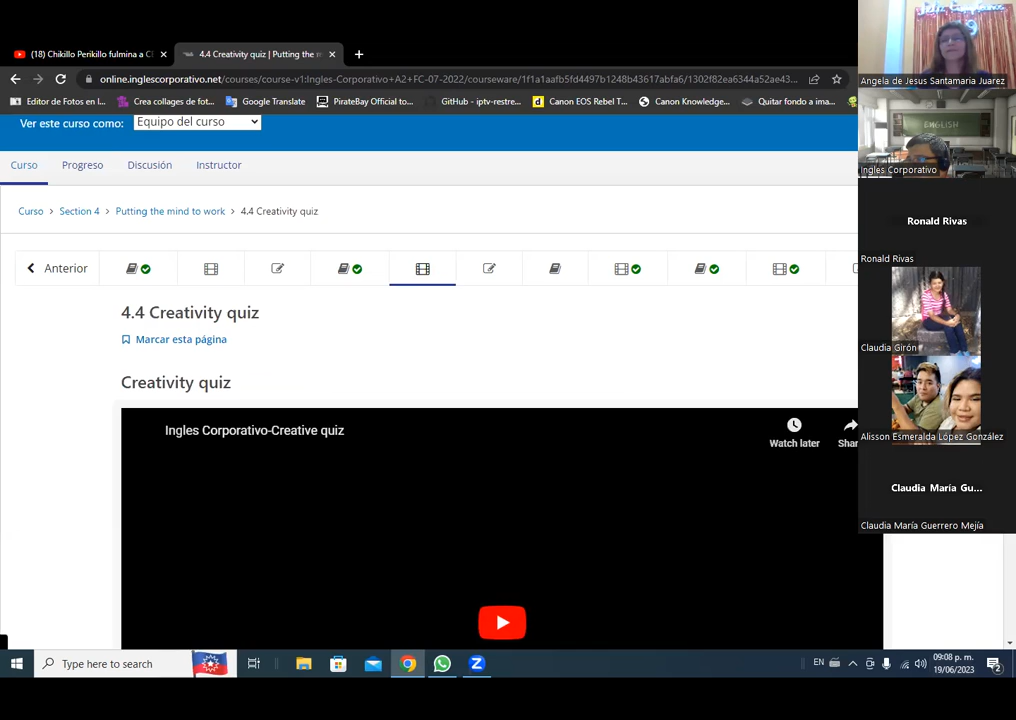 (18) Chikillo Perikillo fulmina a C
4.4 Creativity quiz | Putting the m
online.inglescorporativo.net/courses/course-v1:Ingles-Corporativo+A2+FC-07-2022/courseware/1f1a1aafb5fd4497b1248b43617abfa6/1302f82ea6344a52ae43...
Editor de Fotos en l...
Crea collages de fot...
Google Translate
PirateBay Official to...
GitHub - iptv-restre...
Canon EOS Rebel T...
Canon Knowledge...
Quitar fondo a ima...
Ver este curso como:
Equipo del curso
Curso
Progreso
Discusión
Instructor
Curso > Section 4 > Putting the mind to work > 4.4 Creativity quiz
Anterior
4.4 Creativity quiz
Marcar esta página
Creativity quiz
Ingles Corporativo-Creative quiz
Watch later
Shar
Angela de Jesus Santamaria Juarez
ENGLISH
Ingles Corporativo
Ronald Rivas
Ronald Rivas
Claudia Girón
Alisson Esmeralda López González
Claudia María Gu...
Claudia María Guerrero Mejía
Type here to search
EN
09:08 p. m.
19/06/2023
2